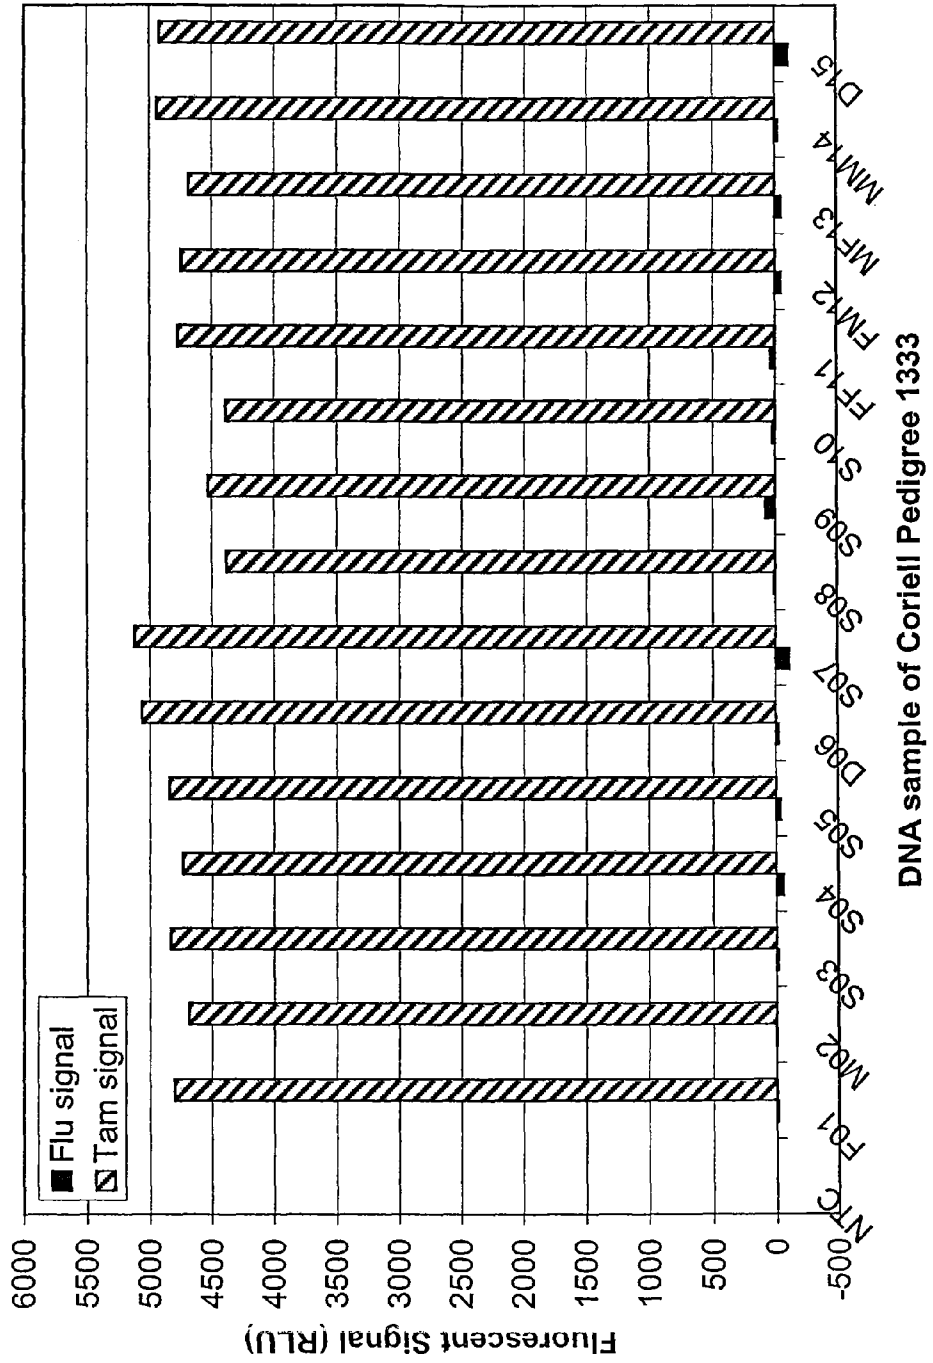 Flu signal
Tam signal
6000
5500
5000
4500
4000
3500
3000
2500
2000
1500
1000
500
0
-500
Fluorescent Signal (RLU)
NTC
F01
M02
S03
S04
S05
D06
S07
S08
S09
S10
FF11
FM12
MF13
MM14
D15
DNA sample of Coriell Pedigree 1333